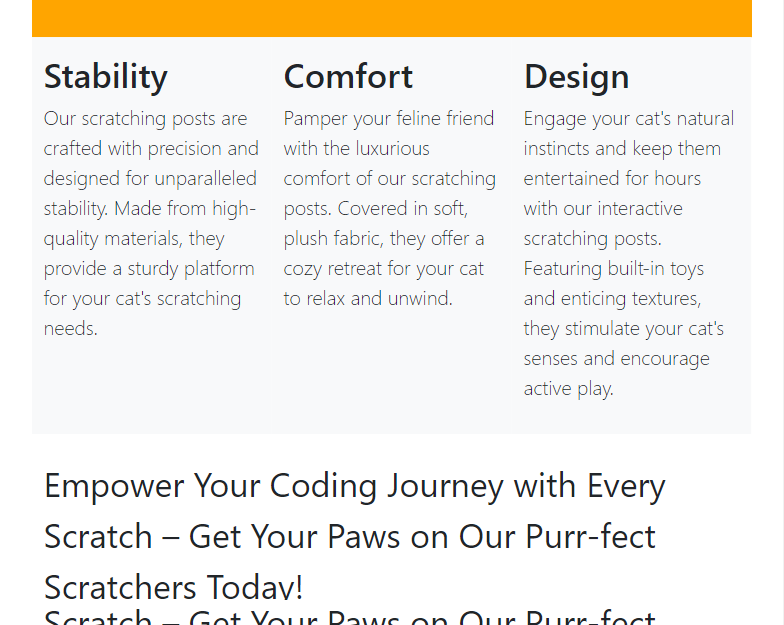 Stability
Our scratching posts are
crafted with precision and
designed for unparalleled
stability. Made from high-
quality materials, they
provide a sturdy platform
for your cat's scratching
needs.
Comfort
Pamper your feline friend
with the luxurious
comfort of our scratching
posts. Covered in soft,
plush fabric, they offer a
cozy retreat for your cat
to relax and unwind.
Design
Engage your cat's natural
instincts and keep them
entertained for hours
with our interactive
scratching posts.
Featuring built-in toys
and enticing textures,
they stimulate your cat's
senses and encourage
active play.
Empower Your Coding Journey with Every
Scratch – Get Your Paws on Our Purr-fect
Scratchers Today!
Scratch – Get Your Paws on Our Purr-fect